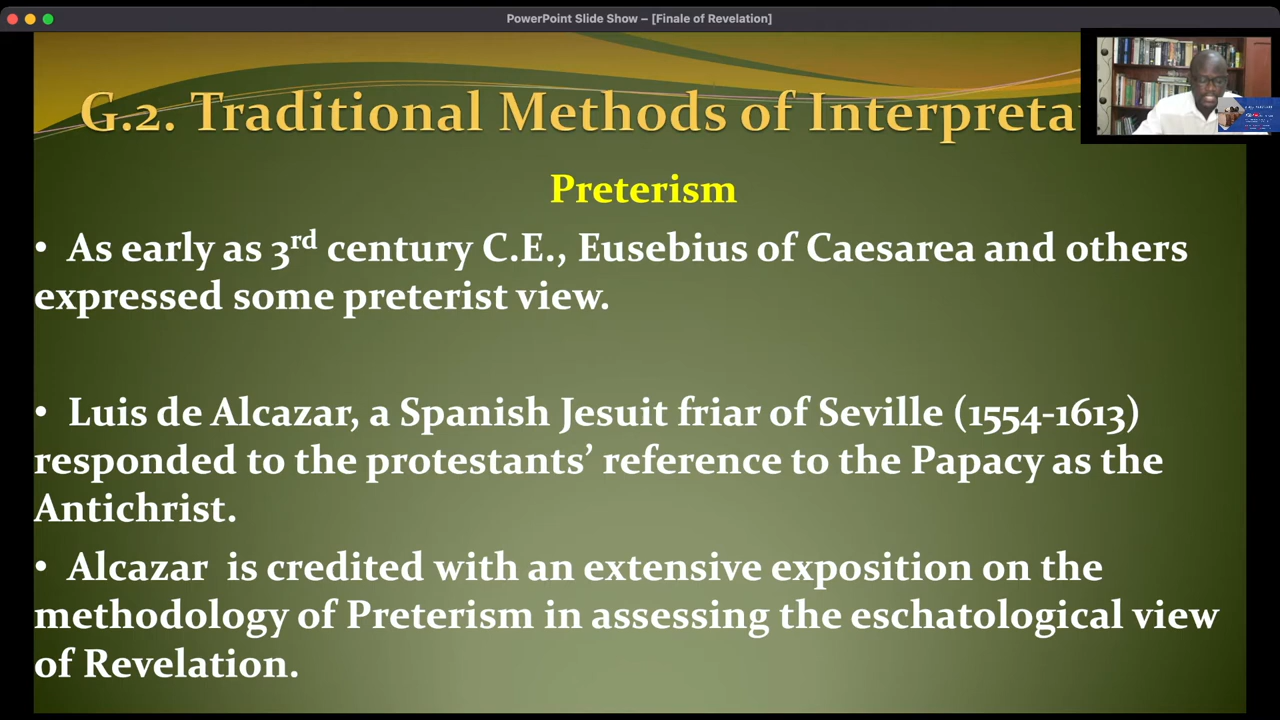 PowerPoint Slide Show – [Finale of Revelation]
G.2. Traditional Methods of Interpreta
Preterism
• As early as 3rd century C.E., Eusebius of Caesarea and others
expressed some preterist view.
• Luis de Alcazar, a Spanish Jesuit friar of Seville (1554-1613)
responded to the protestants’ reference to the Papacy as the
Antichrist.
• Alcazar is credited with an extensive exposition on the
methodology of Preterism in assessing the eschatological view
of Revelation.